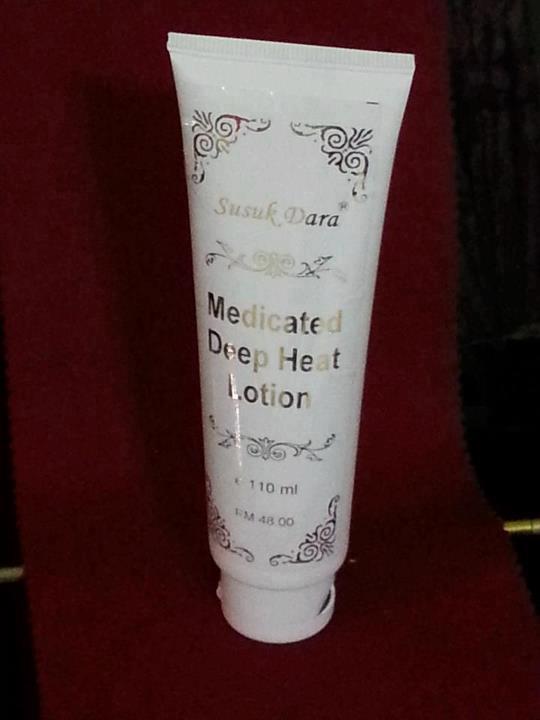 Susuk Dara®
Medicated
Deep Heat
Lotion
e 110 ml
RM 48.00